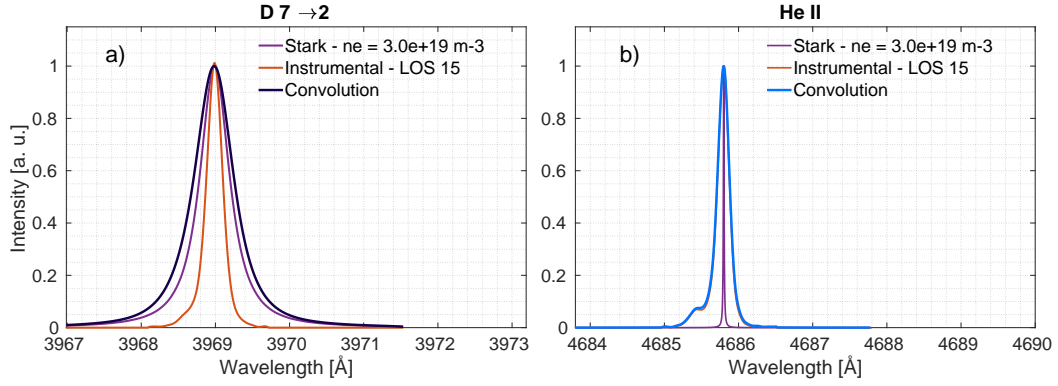 D 7 →2
a)
Stark - ne = 3.0e+19 m-3
Instrumental - LOS 15
Convolution
Intensity [a. u.]
1
0.8
0.6
0.4
0.2
0
3967 3968 3969 3970 3971 3972 3973
Wavelength [Å]
He II
b)
Stark - ne = 3.0e+19 m-3
Instrumental - LOS 15
Convolution
1
0.8
0.6
0.4
0.2
0
4684 4685 4686 4687 4688 4689 4690
Wavelength [Å]